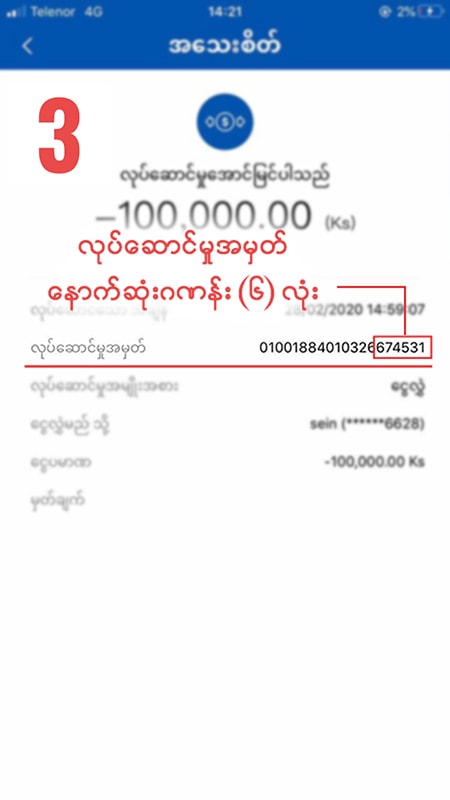 Telenor 4G 14:21 2%
အသေးစိတ်
3
လုပ်ဆောင်မှုအောင်မြင်ပါသည်
-100,000.00 (Ks)
လုပ်ဆောင်မှုအမှတ်
နောက်ဆုံးဂဏန်း (၆) လုံး
28/02/2020 14:59:07
လုပ်ဆောင်မှုအမှတ် 01001884010326674531
လုပ်ဆောင်မှုအမျိုးအစား ငွေလွှဲ
ငွေလွှဲမည် သို့ sein (******6628)
ငွေပမာဏ -100,000.00 Ks
မှတ်ချက်